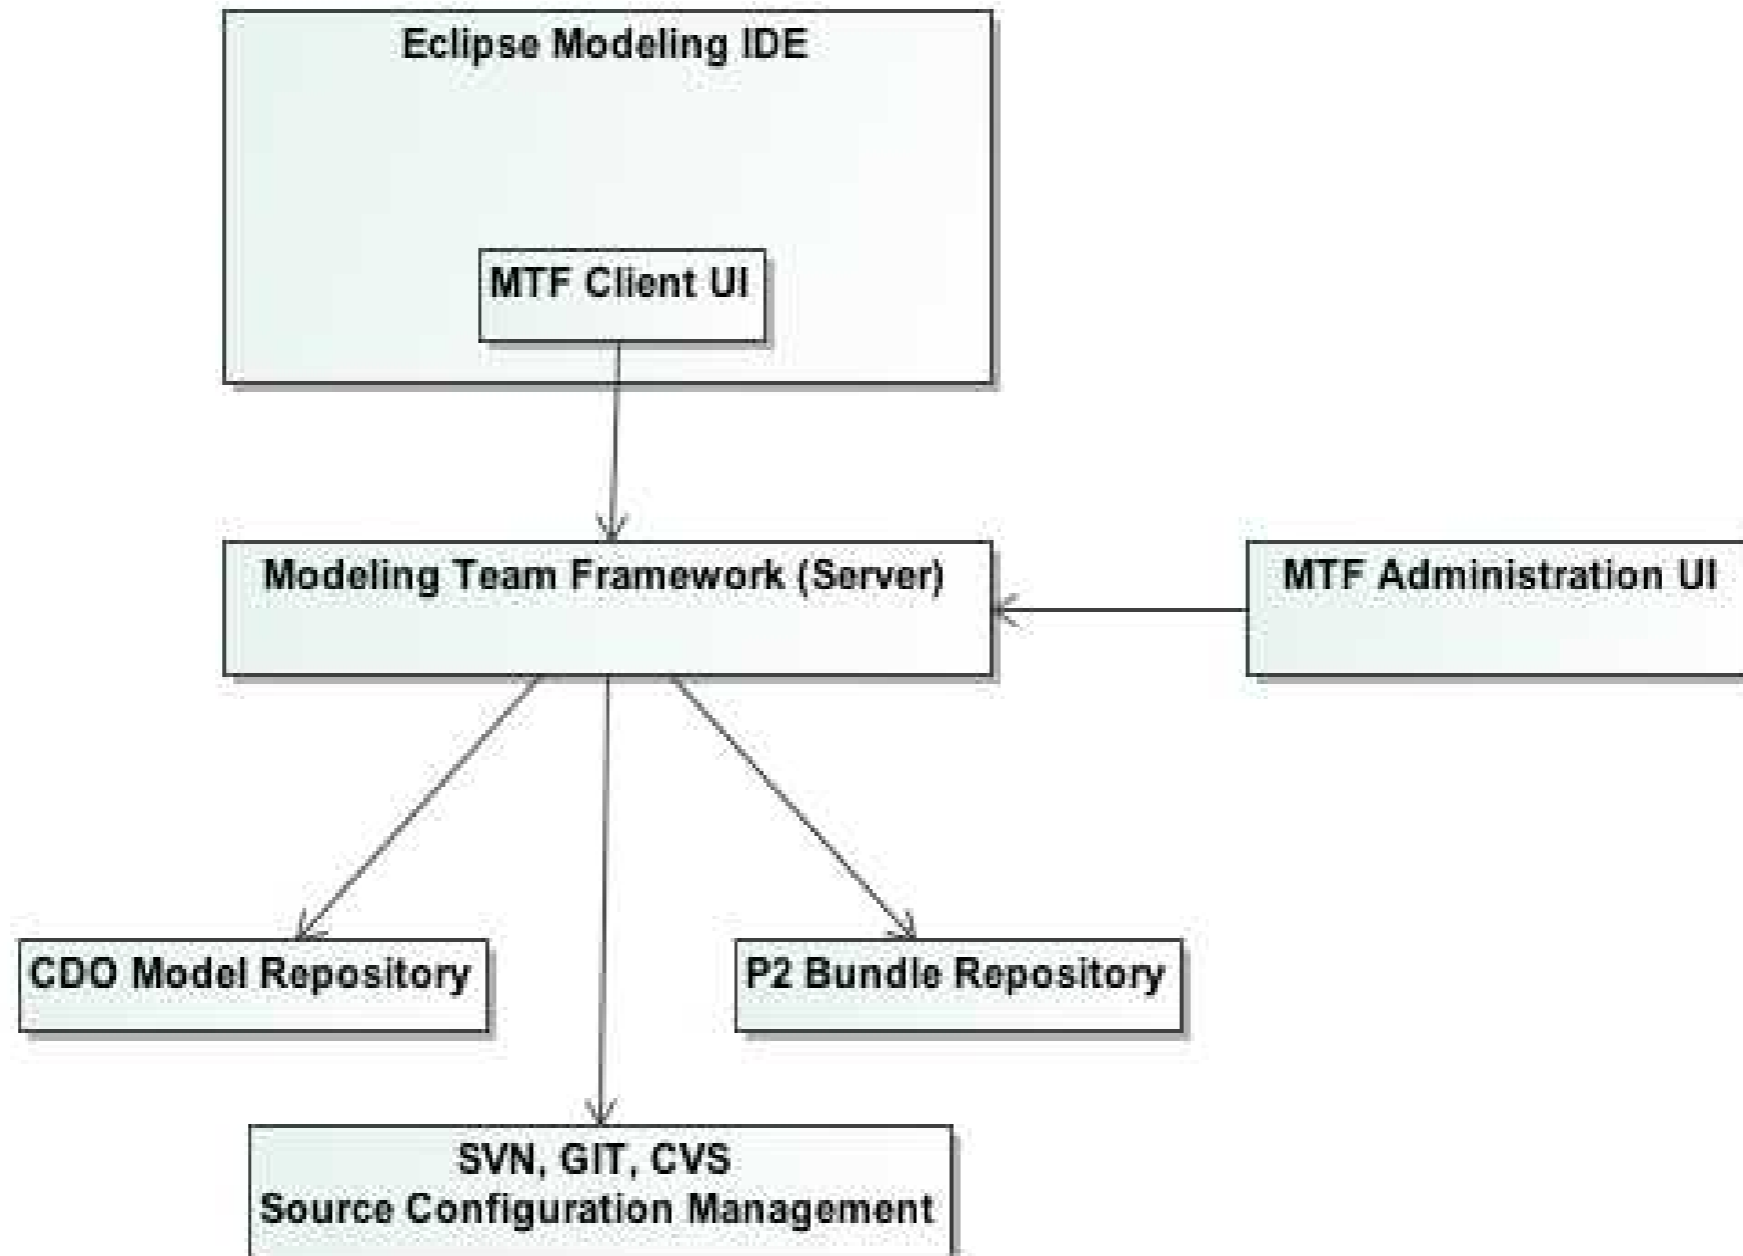 Eclipse Modeling IDE
MTF Client UI
Modeling Team Framework (Server)
MTF Administration UI
CDO Model Repository
P2 Bundle Repository
SVN, GIT, CVS
Source Configuration Management